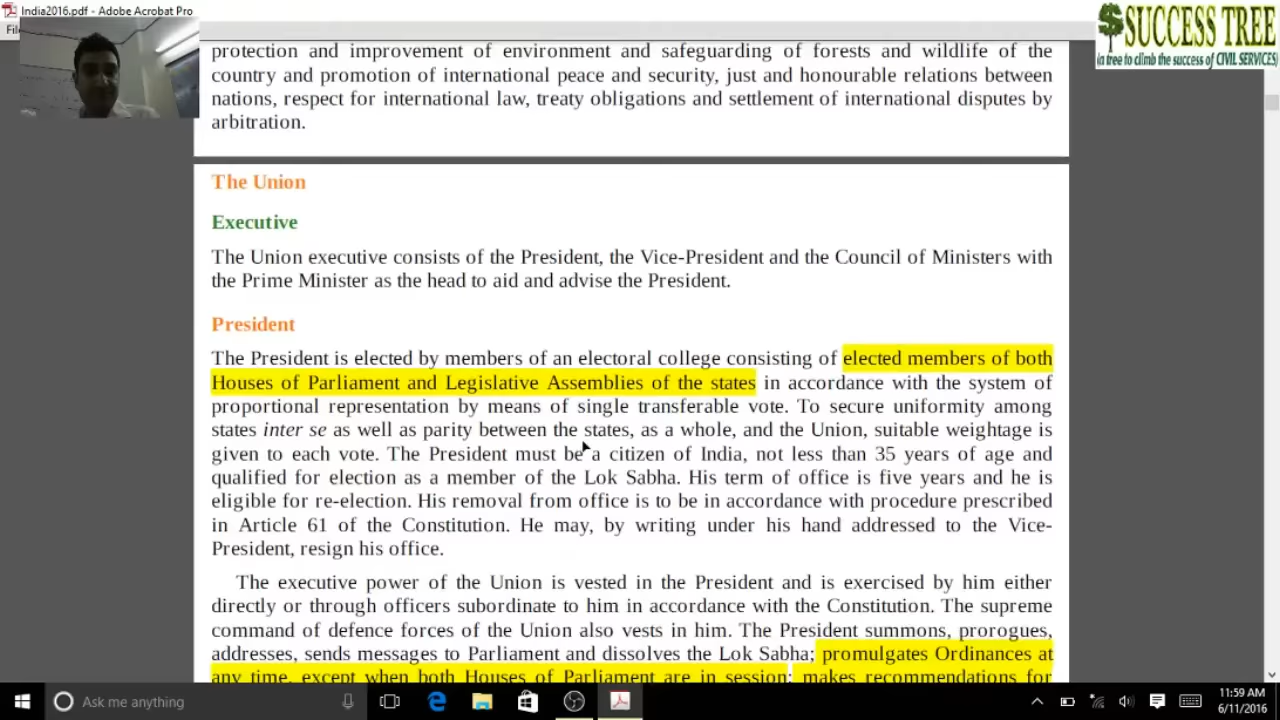 India2016.pdf - Adobe Acrobat Pro
SUCCESS TREE
(a tree to climb the success of CIVIL SERVICES)
protection and improvement of environment and safeguarding of forests and wildlife of the
country and promotion of international peace and security, just and honourable relations between
nations, respect for international law, treaty obligations and settlement of international disputes by
arbitration.
The Union
Executive
The Union executive consists of the President, the Vice-President and the Council of Ministers with
the Prime Minister as the head to aid and advise the President.
President
The President is elected by members of an electoral college consisting of elected members of both
Houses of Parliament and Legislative Assemblies of the states in accordance with the system of
proportional representation by means of single transferable vote. To secure uniformity among
states inter se as well as parity between the states, as a whole, and the Union, suitable weightage is
given to each vote. The President must be a citizen of India, not less than 35 years of age and
qualified for election as a member of the Lok Sabha. His term of office is five years and he is
eligible for re-election. His removal from office is to be in accordance with procedure prescribed
in Article 61 of the Constitution. He may, by writing under his hand addressed to the Vice-
President, resign his office.
The executive power of the Union is vested in the President and is exercised by him either
directly or through officers subordinate to him in accordance with the Constitution. The supreme
command of defence forces of the Union also vests in him. The President summons, prorogues,
addresses, sends messages to Parliament and dissolves the Lok Sabha; promulgates Ordinances at
any time, except when both Houses of Parliament are in session; makes recommendations for
Ask me anything
11:59 AM
6/11/2016